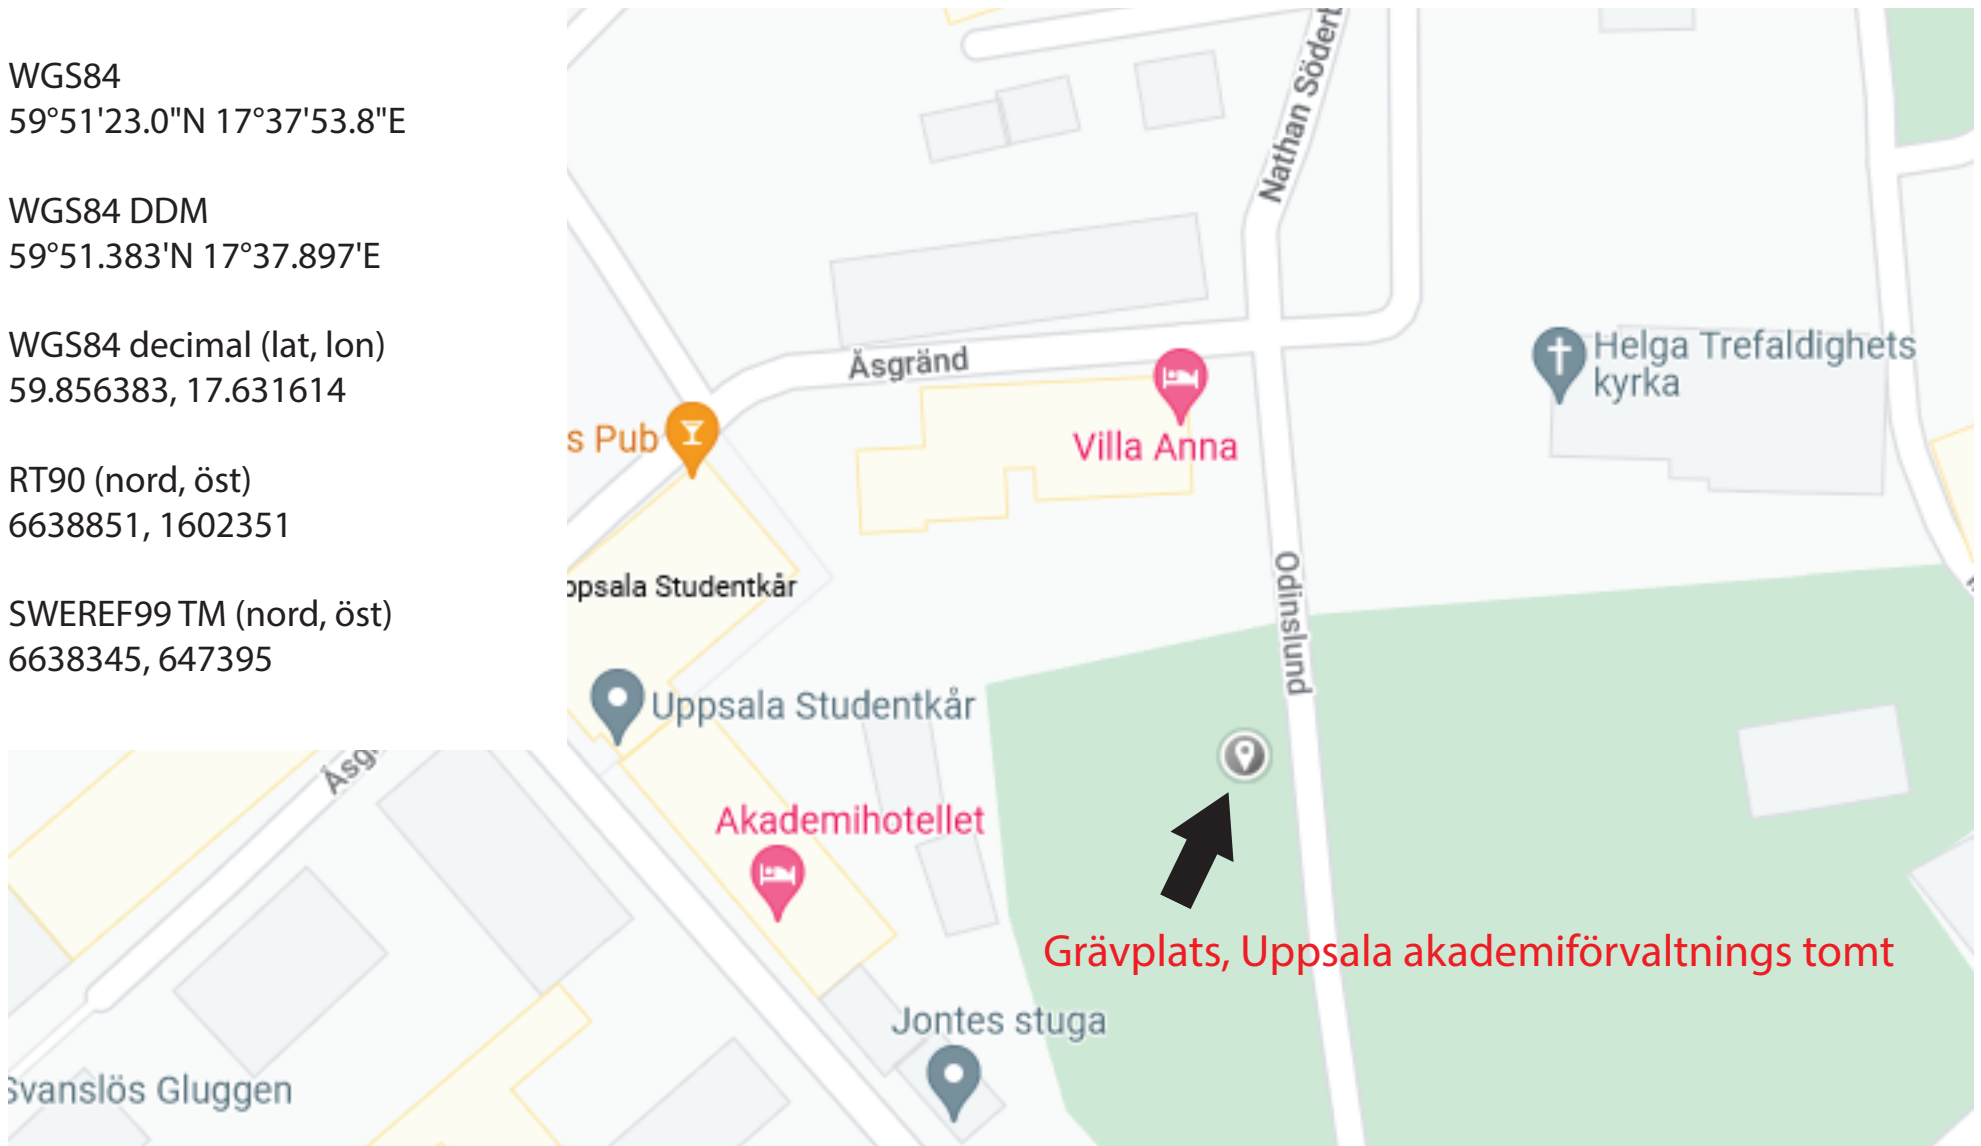 WGS84
59°51'23.0"N 17°37'53.8"E
WGS84 DDM
59°51.383'N 17°37.897'E
WGS84 decimal (lat, lon)
59.856383, 17.631614
RT90 (nord, öst)
6638851, 1602351
SWEREF99 TM (nord, öst)
6638345, 647395
Nathan Södert
Åsgränd
Helga Trefaldighets
kyrka
s Pub
Villa Anna
Odinslund
ppsala Studentkår
Uppsala Studentkår
Åsg
Akademihotellet
Grävplats, Uppsala akademiförvaltnings tomt
Jontes stuga
Svanslös Gluggen